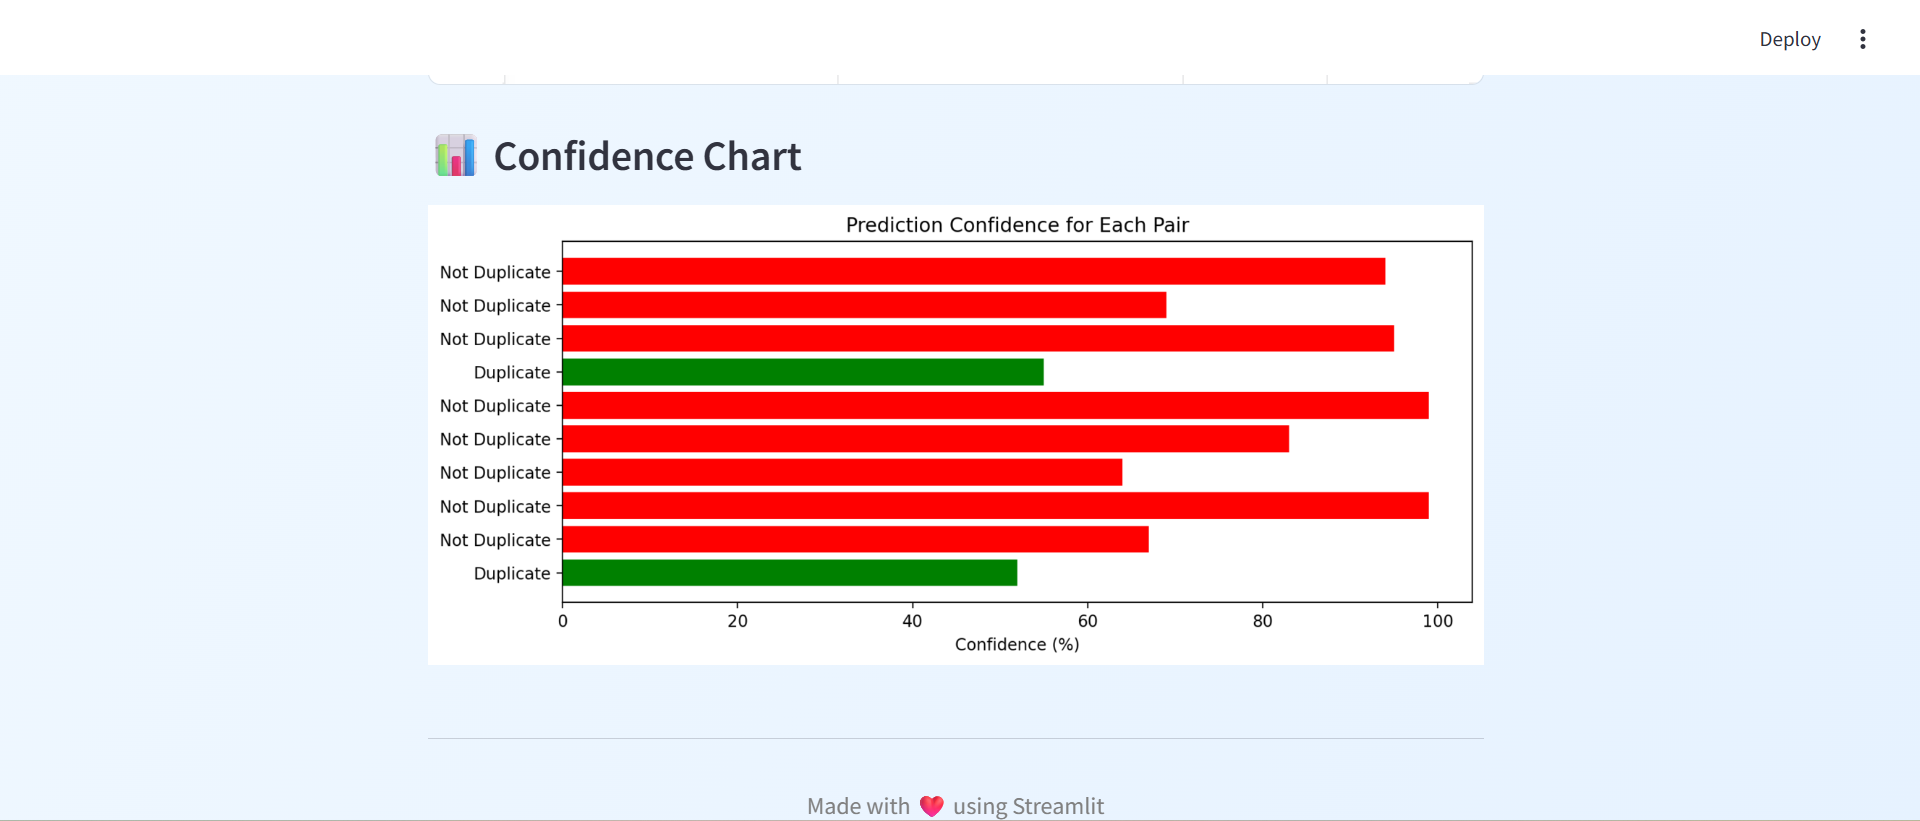 Deploy
Confidence Chart
Prediction Confidence for Each Pair
Not Duplicate
Not Duplicate
Not Duplicate
Duplicate
Not Duplicate
Not Duplicate
Not Duplicate
Not Duplicate
Not Duplicate
Duplicate
0 20 40 60 80 100
Confidence (%)
Made with ❤️ using Streamlit